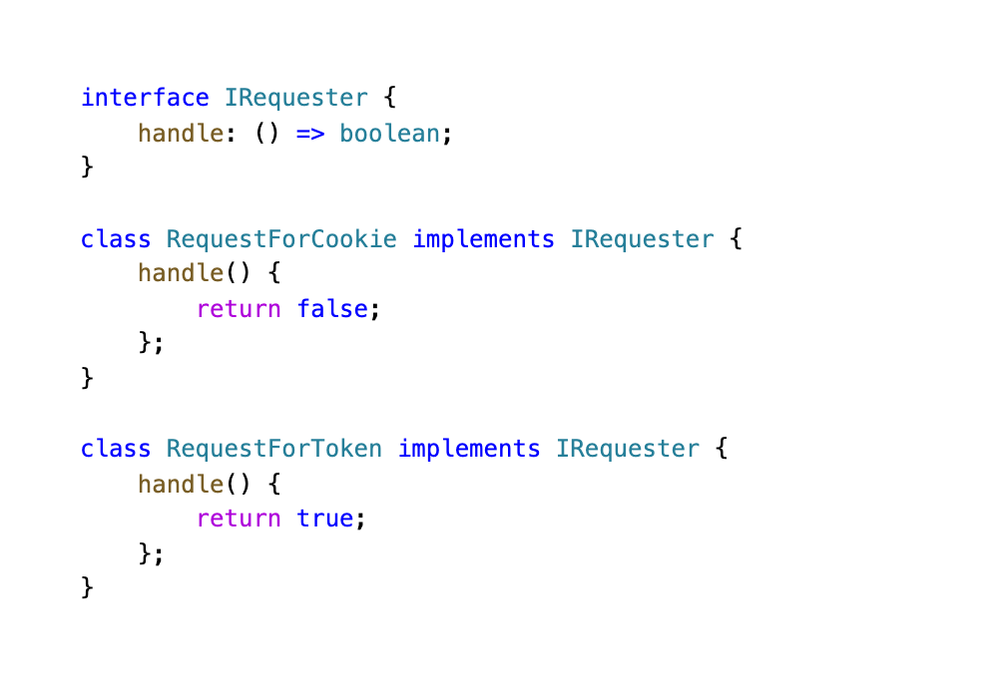 interface IRequester {
    handle: () => boolean;
}

class RequestForCookie implements IRequester {
    handle() {
        return false;
    };
}

class RequestForToken implements IRequester {
    handle() {
        return true;
    };
}